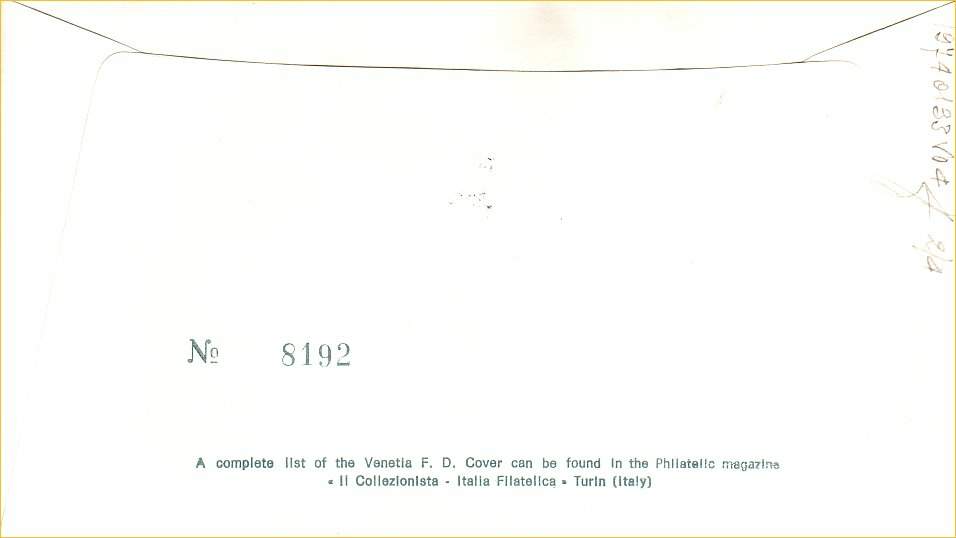 № 8192
A complete list of the Venetia F. D. Cover can be found in the Philatelic magazine
« Il Collezionista - Italia Filatelica » Turin (Italy)